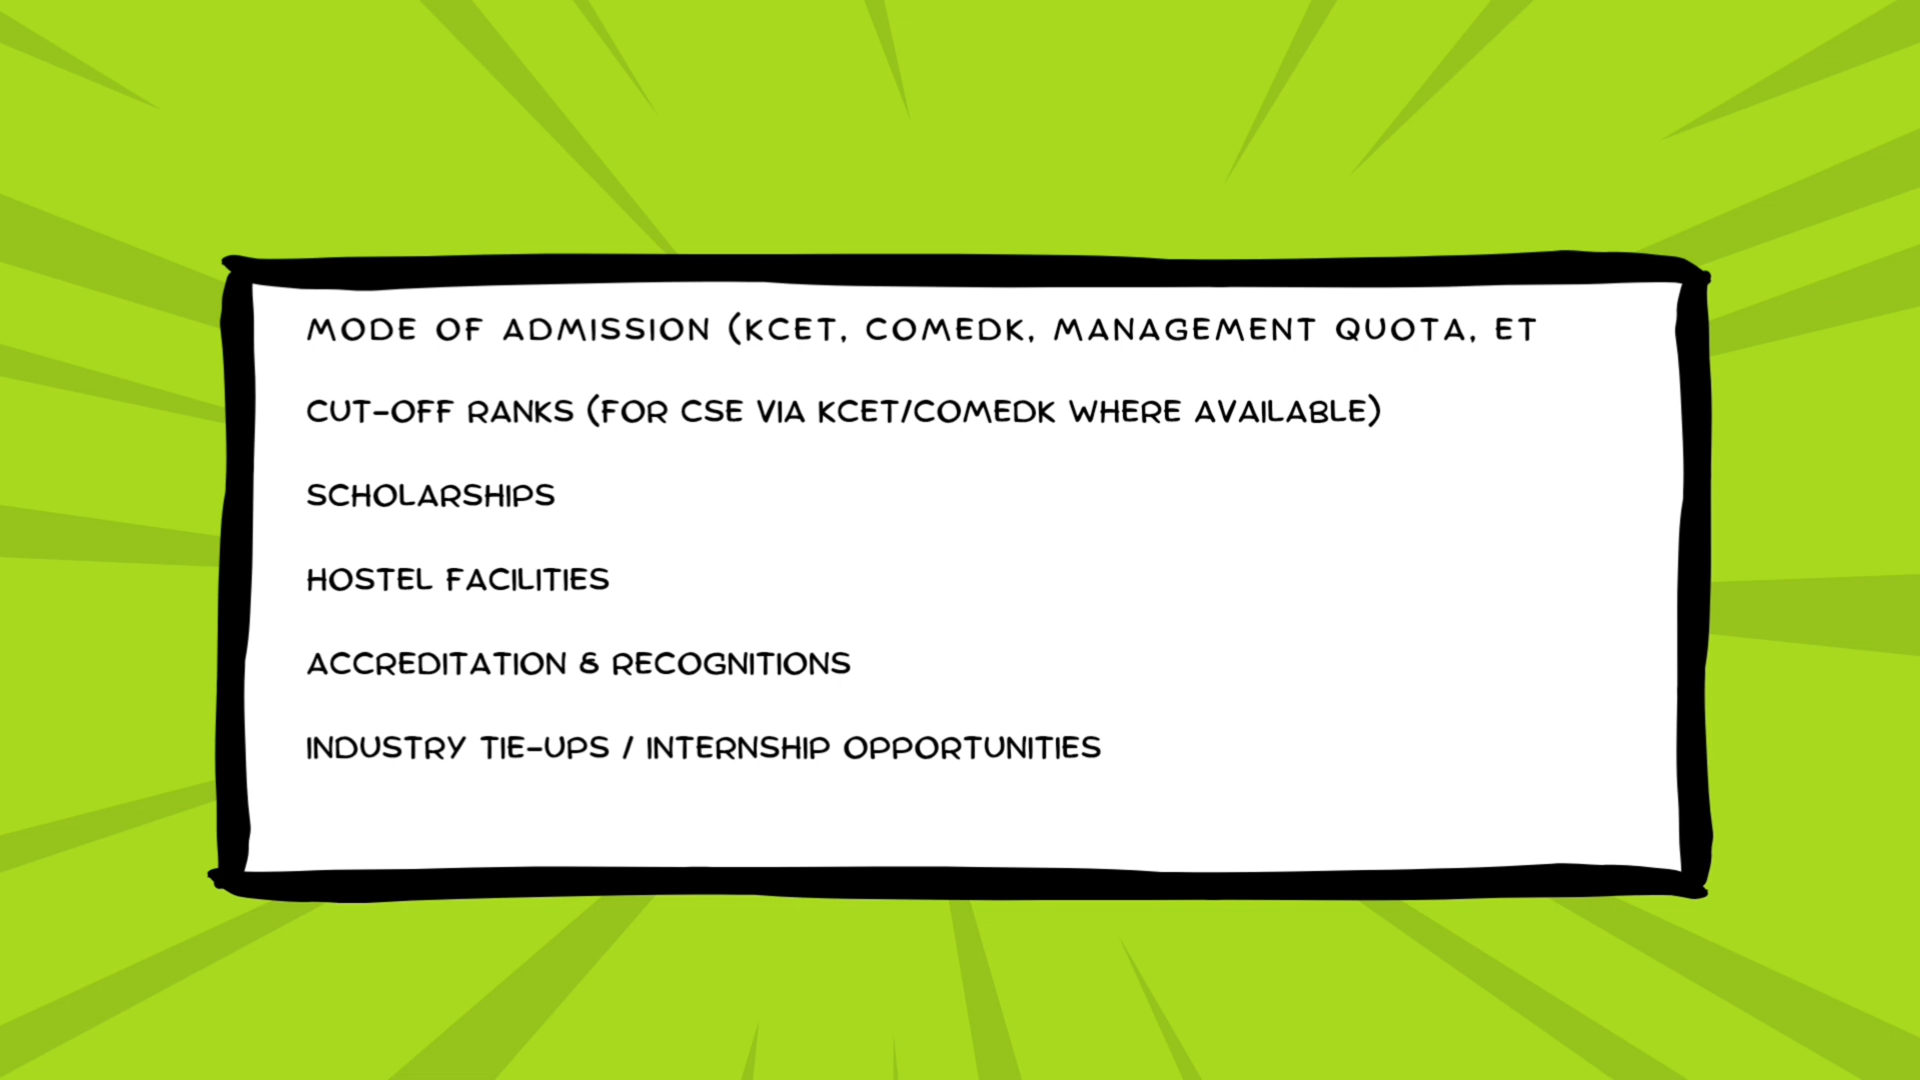 MODE OF ADMISSION (KCET, COMEDK, MANAGEMENT QUOTA, ET
CUT-OFF RANKS (FOR CSE VIA KCET/COMEDK WHERE AVAILABLE)
SCHOLARSHIPS
HOSTEL FACILITIES
ACCREDITATION & RECOGNITIONS
INDUSTRY TIE-UPS / INTERNSHIP OPPORTUNITIES